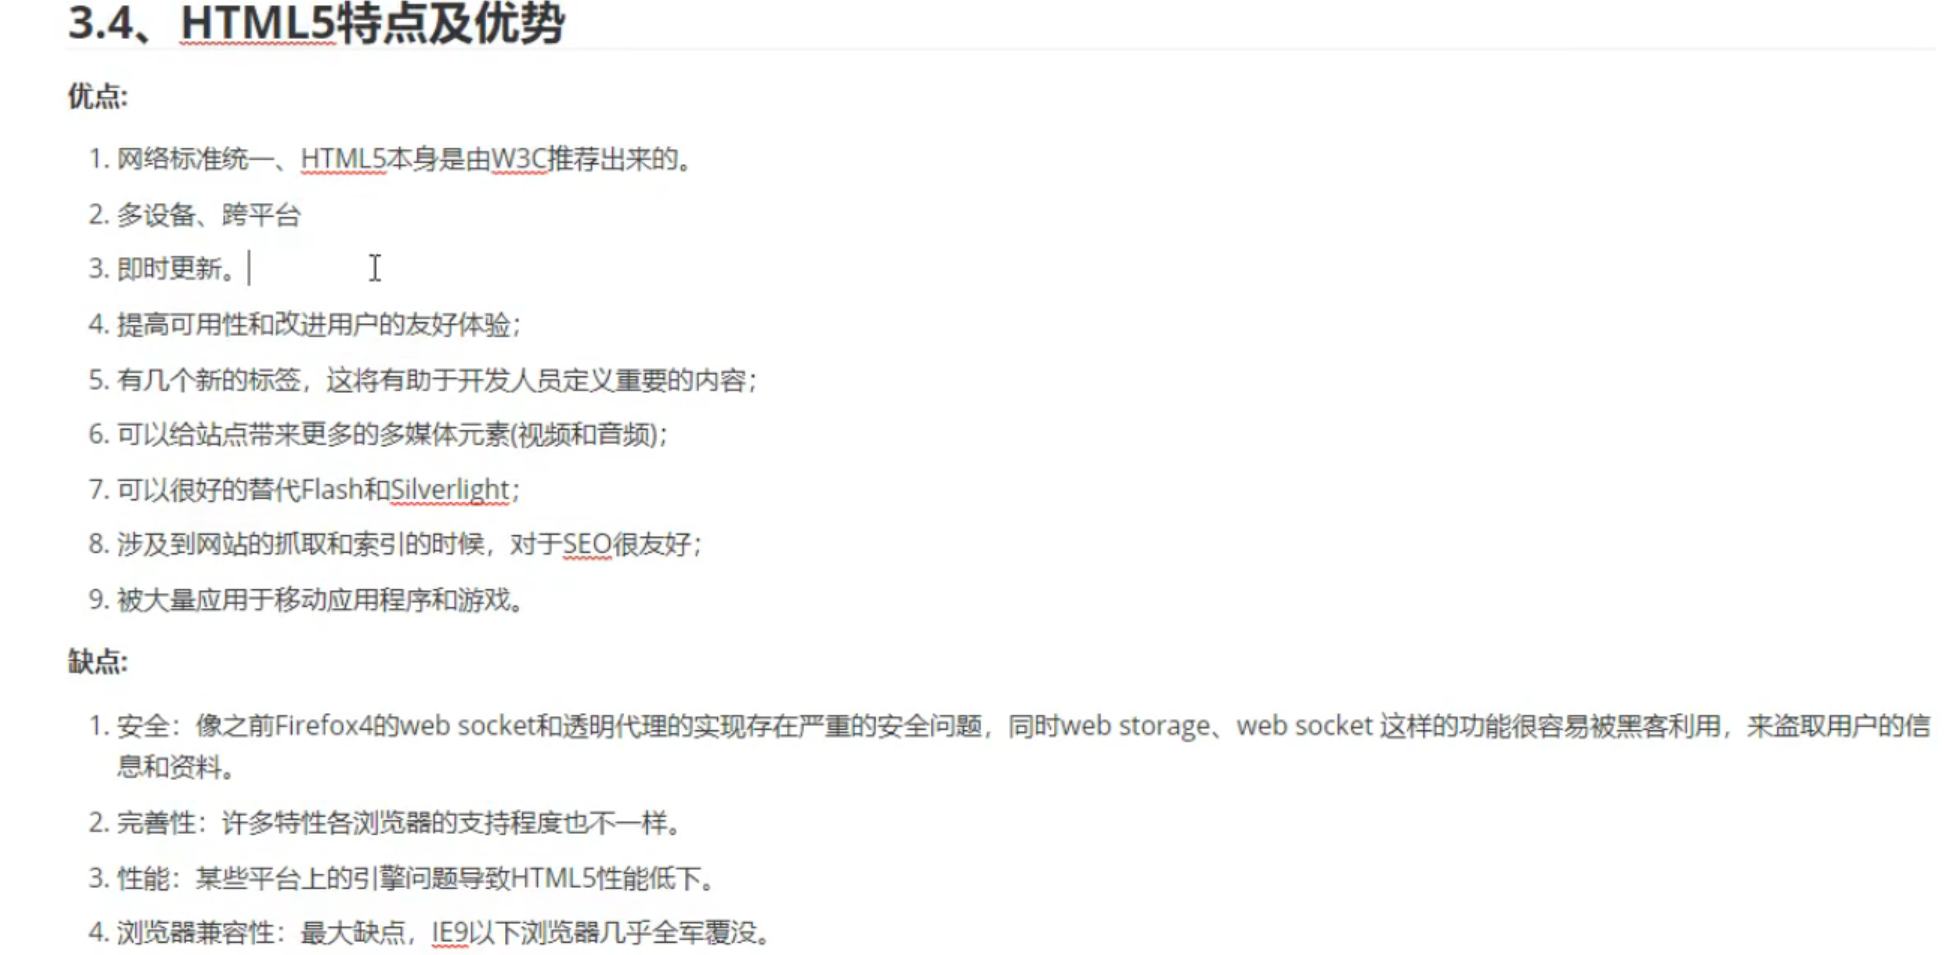 3.4、HTML5特点及优势
优点:
1. 网络标准统一、HTML5本身是由W3C推荐出来的。
2. 多设备、跨平台
3. 即时更新。
4. 提高可用性和改进用户的友好体验；
5. 有几个新的标签，这将有助于开发人员定义重要的内容；
6. 可以给站点带来更多的多媒体元素(视频和音频)；
7. 可以很好的替代Flash和Silverlight；
8. 涉及到网站的抓取和索引的时候，对于SEO很友好；
9. 被大量应用于移动应用程序和游戏。
缺点:
1. 安全：像之前Firefox4的web socket和透明代理的实现存在严重的安全问题，同时web storage、web socket 这样的功能很容易被黑客利用，来盗取用户的信
息和资料。
2. 完善性：许多特性各浏览器的支持程度也不一样。
3. 性能：某些平台上的引擎问题导致HTML5性能低下。
4. 浏览器兼容性：最大缺点，IE9以下浏览器几乎全军覆没。